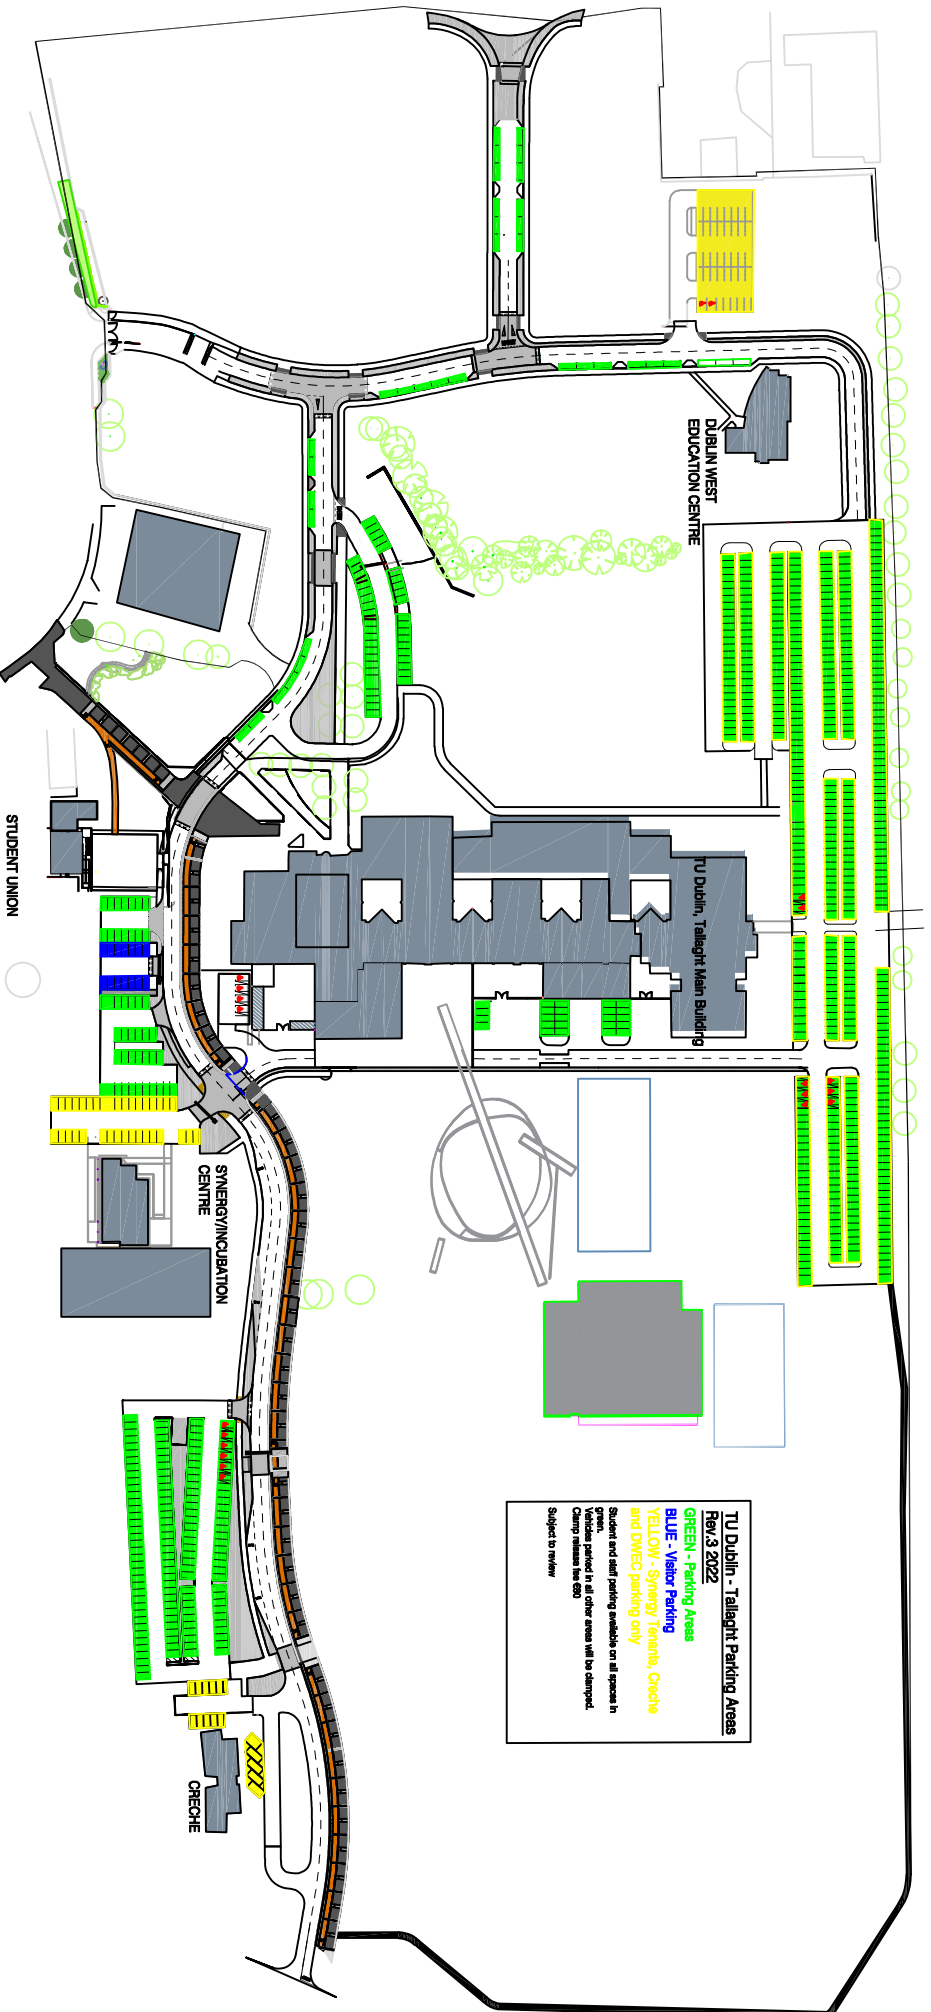 TU Dublin - Tallaght Parking Areas
Rev.3 2022
GREEN - Parking Areas
BLUE - Visitor Parking
YELLOW - Synergy Tenants, Creche
and DWEC parking only
Student and staff parking available on all spaces in
green.
Vehicles parked in all other areas will be clamped.
Clamp release fee €80
Subject to review
DUBLIN WEST
EDUCATION CENTRE
TU Dublin, Tallaght Main Building
STUDENT UNION
SYNERGY/INCUBATION
CENTRE
CRECHE